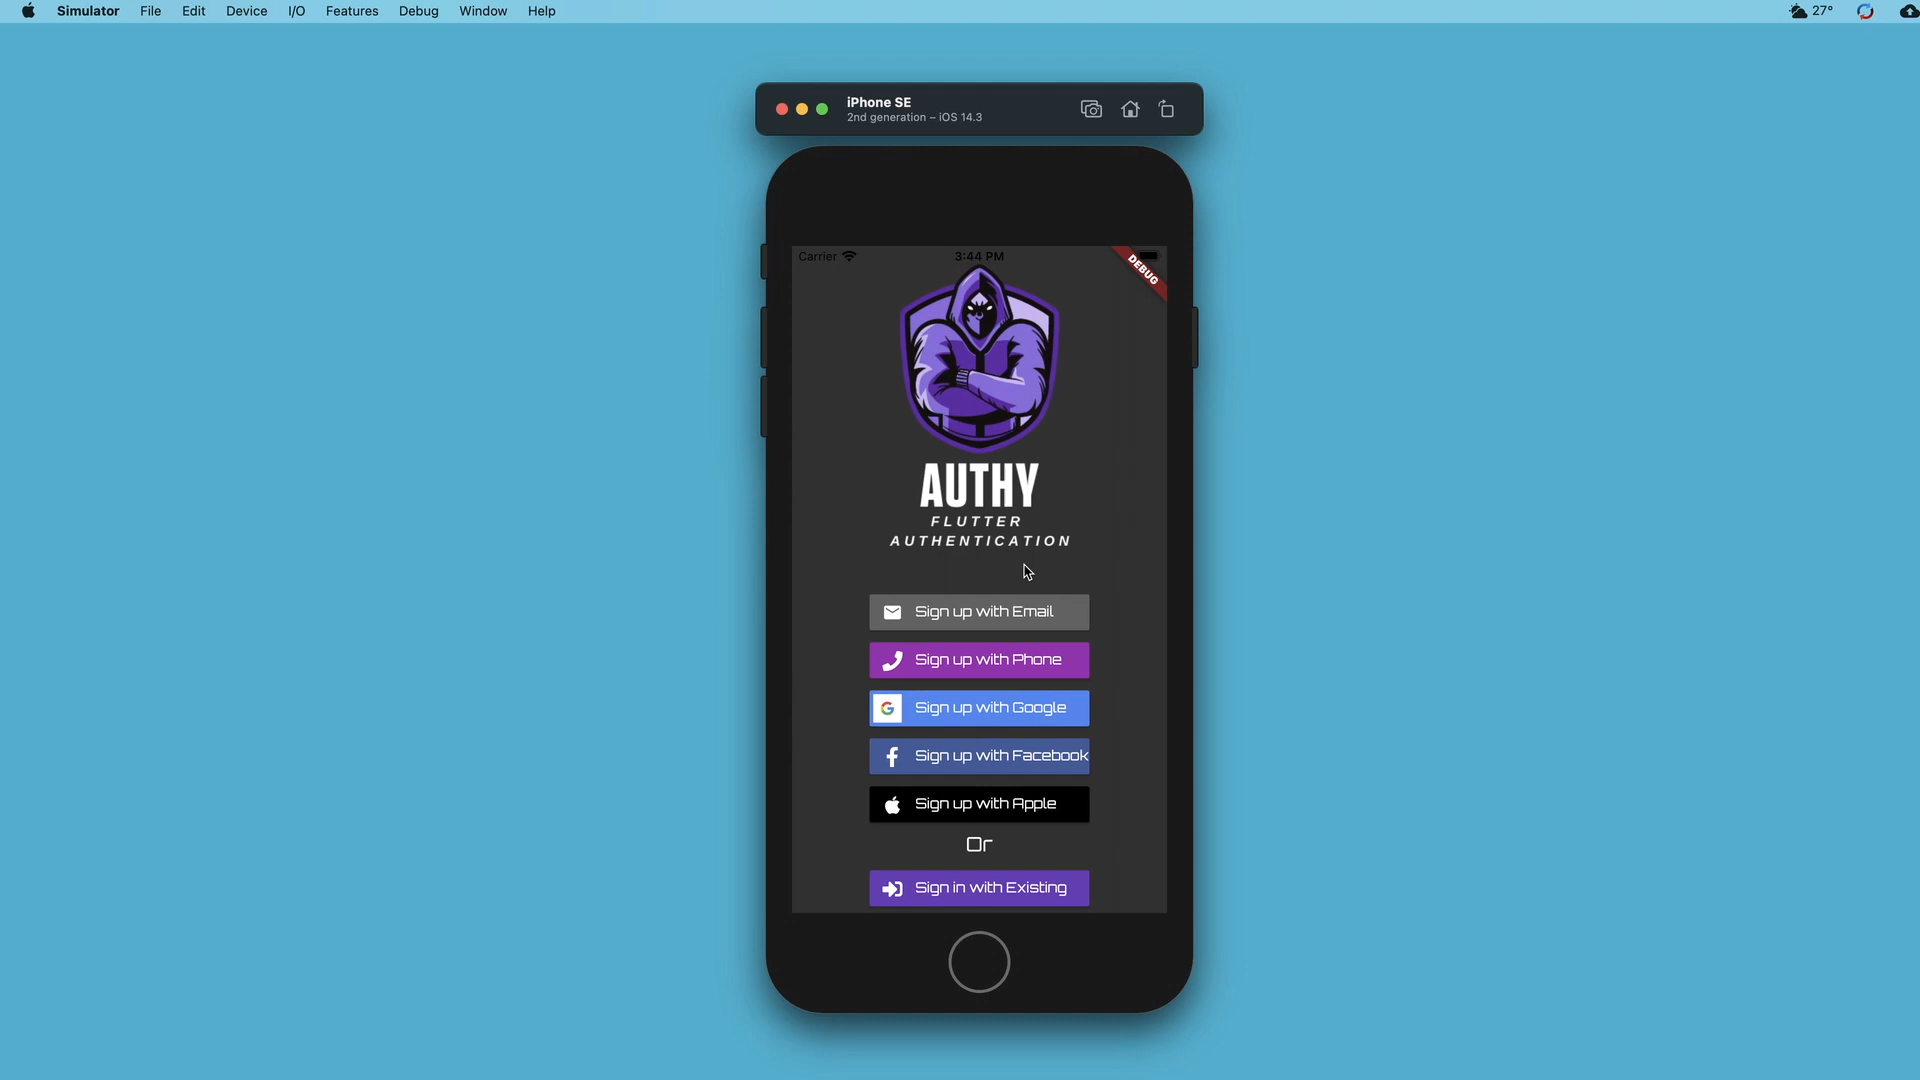 Simulator File Edit Device I/O Features Debug Window Help 27°
iPhone SE
2nd generation – iOS 14.3
Carrier 3:44 PM
DEBUG
AUTHY
FLUTTER
AUTHENTICATION
Sign up with Email
Sign up with Phone
G Sign up with Google
f Sign up with Facebook
Sign up with Apple
Or
Sign in with Existing